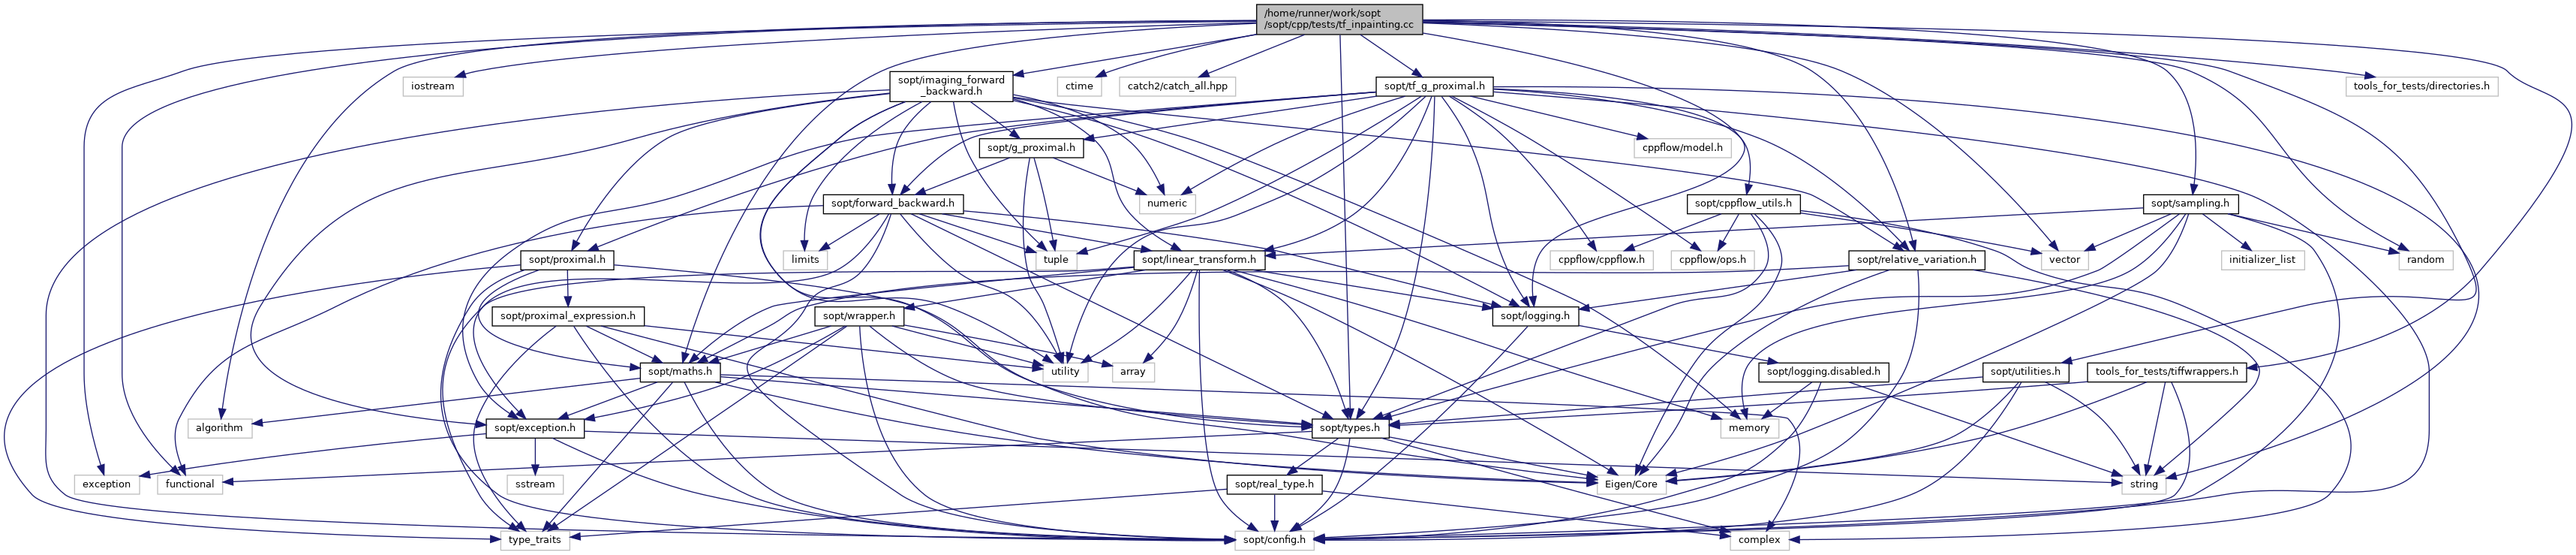 /home/runner/work/sopt
/sopt/cpp/tests/tf_inpainting.cc
iostream
sopt/imaging_forward
_backward.h
ctime
catch2/catch_all.hpp
sopt/tf_g_proximal.h
tools_for_tests/directories.h
sopt/g_proximal.h
cppflow/model.h
sopt/forward_backward.h
numeric
sopt/cppflow_utils.h
sopt/sampling.h
sopt/proximal.h
limits
tuple
sopt/linear_transform.h
cppflow/cppflow.h
cppflow/ops.h
sopt/relative_variation.h
vector
initializer_list
random
sopt/proximal_expression.h
sopt/wrapper.h
sopt/logging.h
sopt/maths.h
utility
array
sopt/logging.disabled.h
sopt/utilities.h
tools_for_tests/tiffwrappers.h
algorithm
sopt/exception.h
sopt/types.h
memory
exception
functional
sstream
sopt/real_type.h
Eigen/Core
string
type_traits
sopt/config.h
complex